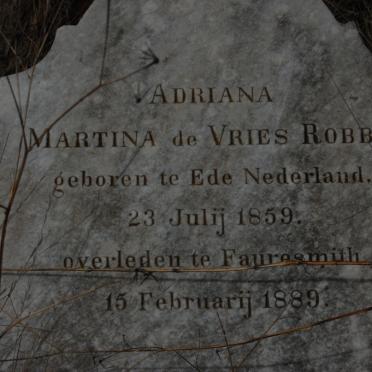 ADRIANA
MARTINA de VRIES ROBB
geboren te Ede Nederland.
23 Julij 1859.
overleden te Fauresmith
15 Februarij 1889.